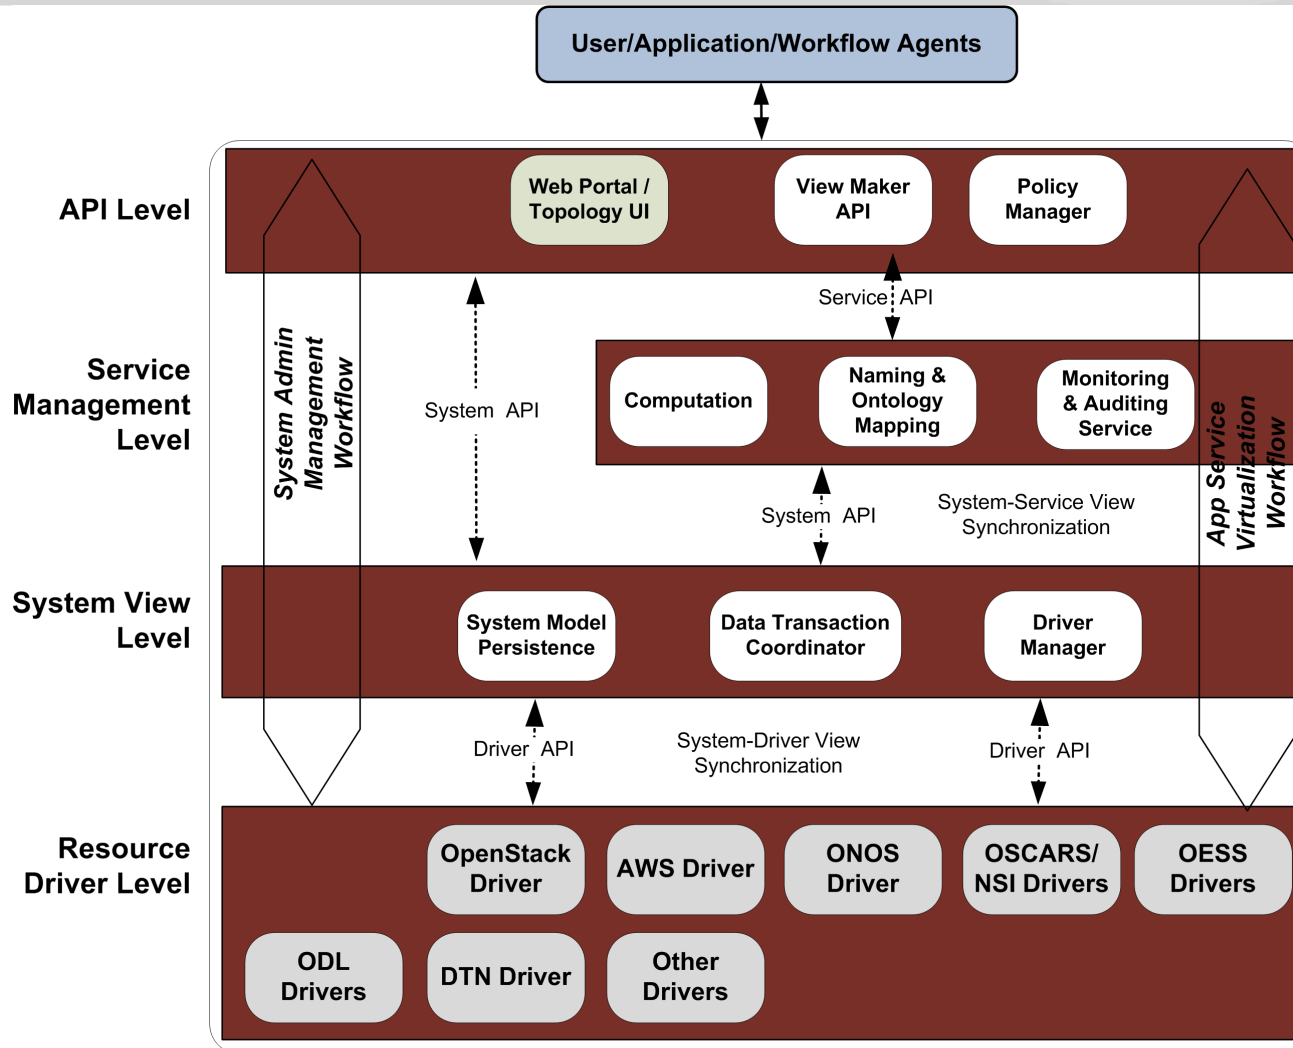 User/Application/Workflow Agents
API Level
Web Portal /
Topology UI
View Maker
API
Policy
Manager
Service API
System API
Service
Management
Level
Computation
Naming &
Ontology
Mapping
Monitoring
& Auditing
Service
System Admin
Management
Workflow
App Service
Virtualization
Workflow
System API
System-Service View
Synchronization
System View
Level
System Model
Persistence
Data Transaction
Coordinator
Driver
Manager
Driver API
System-Driver View
Synchronization
Driver API
Resource
Driver Level
OpenStack
Driver
AWS Driver
ONOS
Driver
OSCARS/
NSI Drivers
OESS
Drivers
ODL
Drivers
DTN Driver
Other
Drivers